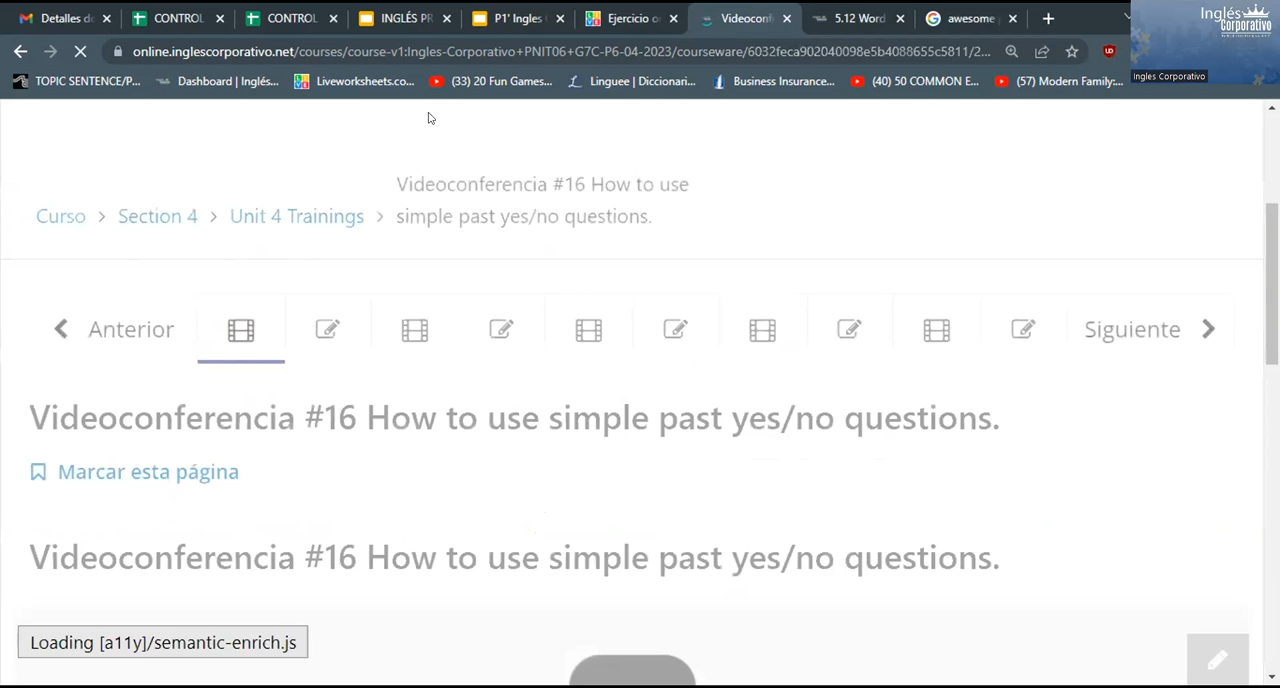 Detalles de
CONTROL
CONTROL
INGLÉS PR
P1' Ingles
Ejercicio o
Videoconf
5.12 Word
awesome
online.inglescorporativo.net/courses/course-v1:Ingles-Corporativo+PNIT06+G7C-P6-04-2023/courseware/6032feca902040098e5b4088655c5811/2...
TOPIC SENTENCE/P...
Dashboard | Inglés...
Liveworksheets.co...
(33) 20 Fun Games...
Linguee | Diccionari...
Business Insurance...
(40) 50 COMMON E...
(57) Modern Family:...
Inglés
Corporativo
Ingles Corporativo
Videoconferencia #16 How to use
Curso > Section 4 > Unit 4 Trainings > simple past yes/no questions.
Anterior
Siguiente
Videoconferencia #16 How to use simple past yes/no questions.
Marcar esta página
Videoconferencia #16 How to use simple past yes/no questions.
Loading [a11y]/semantic-enrich.js